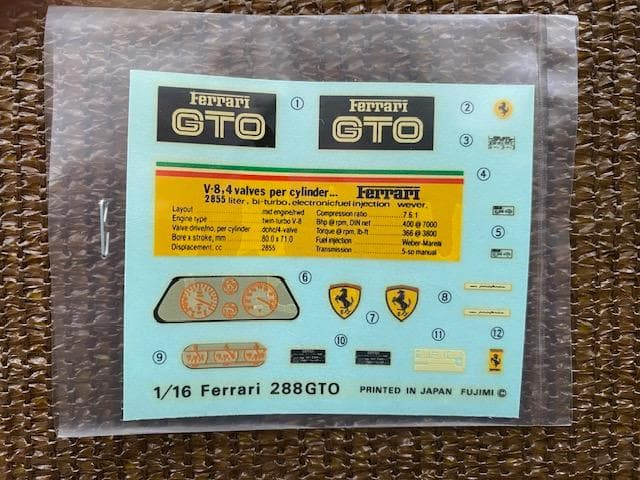 Ferrari
GTO
①
Ferrari
GTO
②
③
④
V-8, 4 valves per cylinder... Ferrari
2855 liter, bi-turbo, electronicfuel injection wever.
Layout mid engine/rwd
Engine type twin-turbo V-8
Valve drive/no. per cylinder dohc/4-valve
Bore x stroke, mm 80.0 x 71.0
Displacement, cc 2855
Compression ratio 7.6:1
Bhp @ rpm, DIN net 400 @ 7000
Torque @ rpm, lb-ft 366 @ 3800
Fuel injection Weber-Marelli
Transmission 5-sp manual
⑤
⑥
⑦
⑧
⑨
⑩
⑪
⑫
1/16 Ferrari 288GTO PRINTED IN JAPAN FUJIMI ©